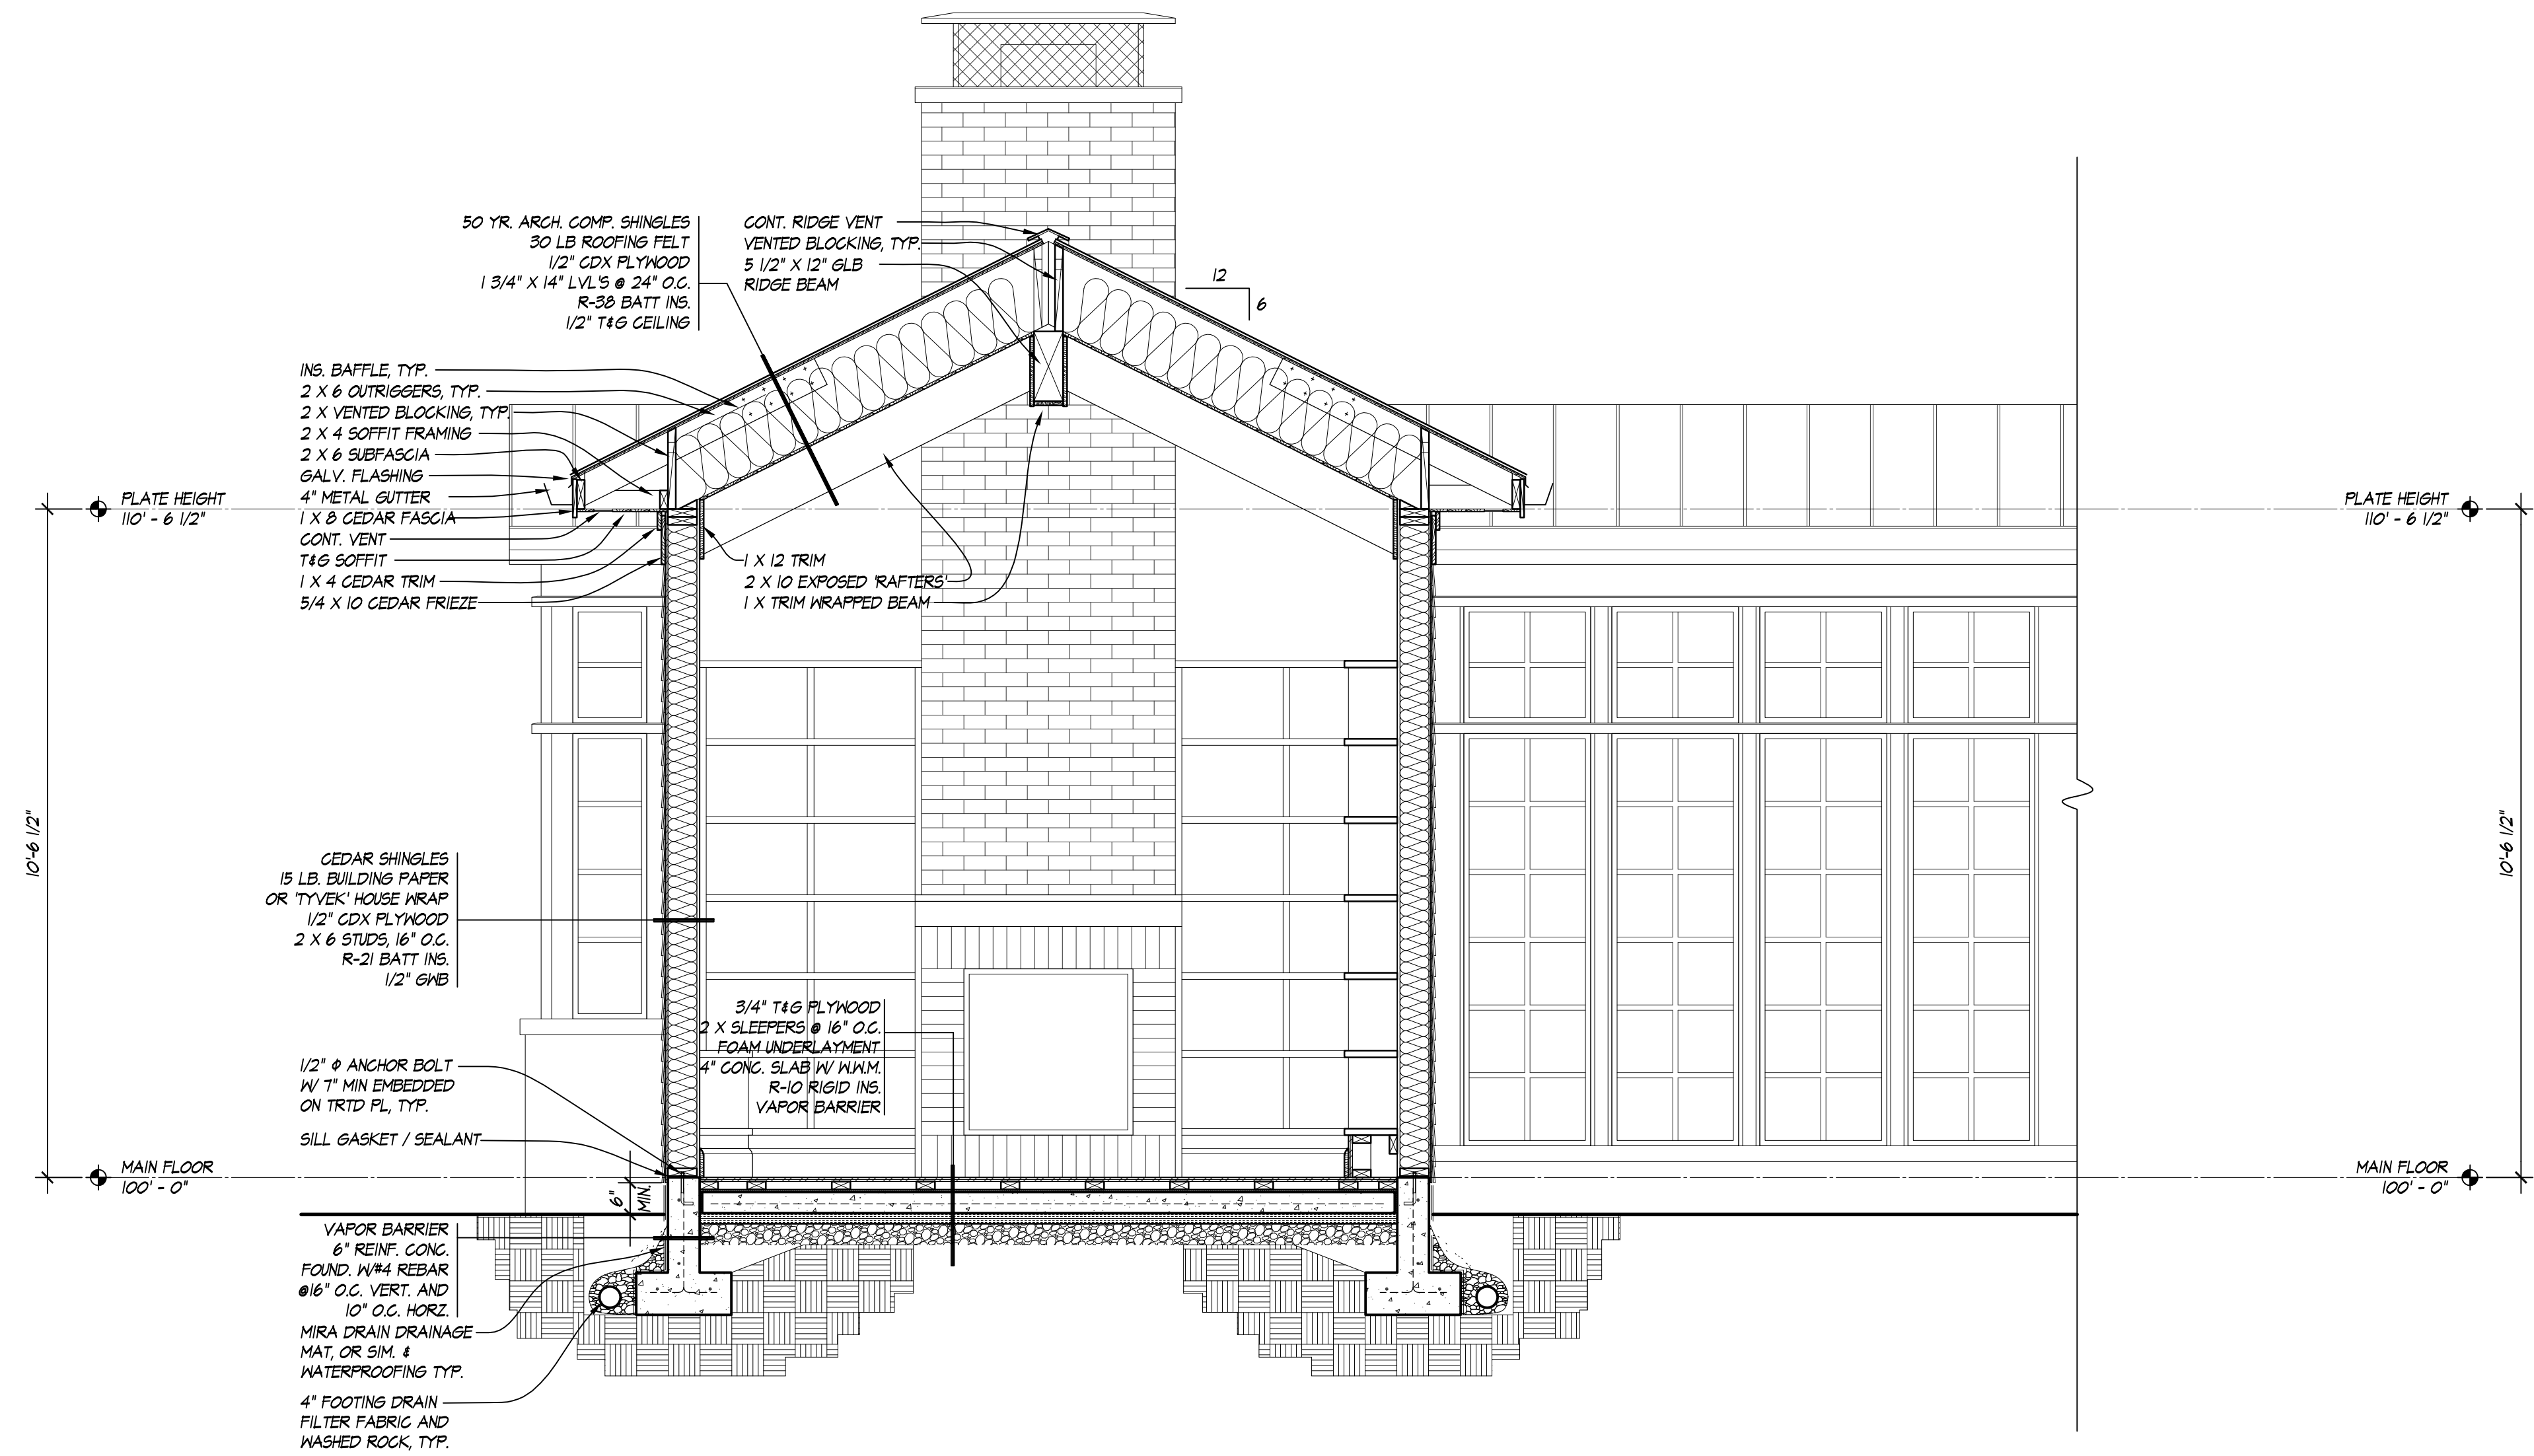 50 YR. ARCH. COMP. SHINGLES
30 LB ROOFING FELT
1/2" CDX PLYWOOD
1 3/4" X 14" LVL'S @ 24" O.C.
R-38 BATT INS.
1/2" T&G CEILING
CONT. RIDGE VENT
VENTED BLOCKING, TYP.
5 1/2" X 12" GLB
RIDGE BEAM
12
6
INS. BAFFLE, TYP.
2 X 6 OUTRIGGERS, TYP.
2 X VENTED BLOCKING, TYP.
2 X 4 SOFFIT FRAMING
2 X 6 SUBFASCIA
GALV. FLASHING
4" METAL GUTTER
1 X 8 CEDAR FASCIA
CONT. VENT
T&G SOFFIT
1 X 4 CEDAR TRIM
5/4 X 10 CEDAR FRIEZE
PLATE HEIGHT
110' - 6 1/2"
PLATE HEIGHT
110' - 6 1/2"
1 X 12 TRIM
2 X 10 EXPOSED 'RAFTERS'
1 X TRIM WRAPPED BEAM
10'-6 1/2"
10'-6 1/2"
CEDAR SHINGLES
15 LB. BUILDING PAPER
OR 'TYVEK' HOUSE WRAP
1/2" CDX PLYWOOD
2 X 6 STUDS, 16" O.C.
R-21 BATT INS.
1/2" GWB
3/4" T&G PLYWOOD
2 X SLEEPERS @ 16" O.C.
FOAM UNDERLAYMENT
4" CONC. SLAB W/ W.W.M.
R-10 RIGID INS.
VAPOR BARRIER
1/2" Φ ANCHOR BOLT
W/ 7" MIN EMBEDDED
ON TRTD PL, TYP.
SILL GASKET / SEALANT
MAIN FLOOR
100' - 0"
MAIN FLOOR
100' - 0"
6"
MIN.
VAPOR BARRIER
6" REINF. CONC.
FOUND. W/#4 REBAR
@16" O.C. VERT. AND
10" O.C. HORZ.
MIRA DRAIN DRAINAGE
MAT, OR SIM. &
WATERPROOFING TYP.
4" FOOTING DRAIN
FILTER FABRIC AND
WASHED ROCK, TYP.